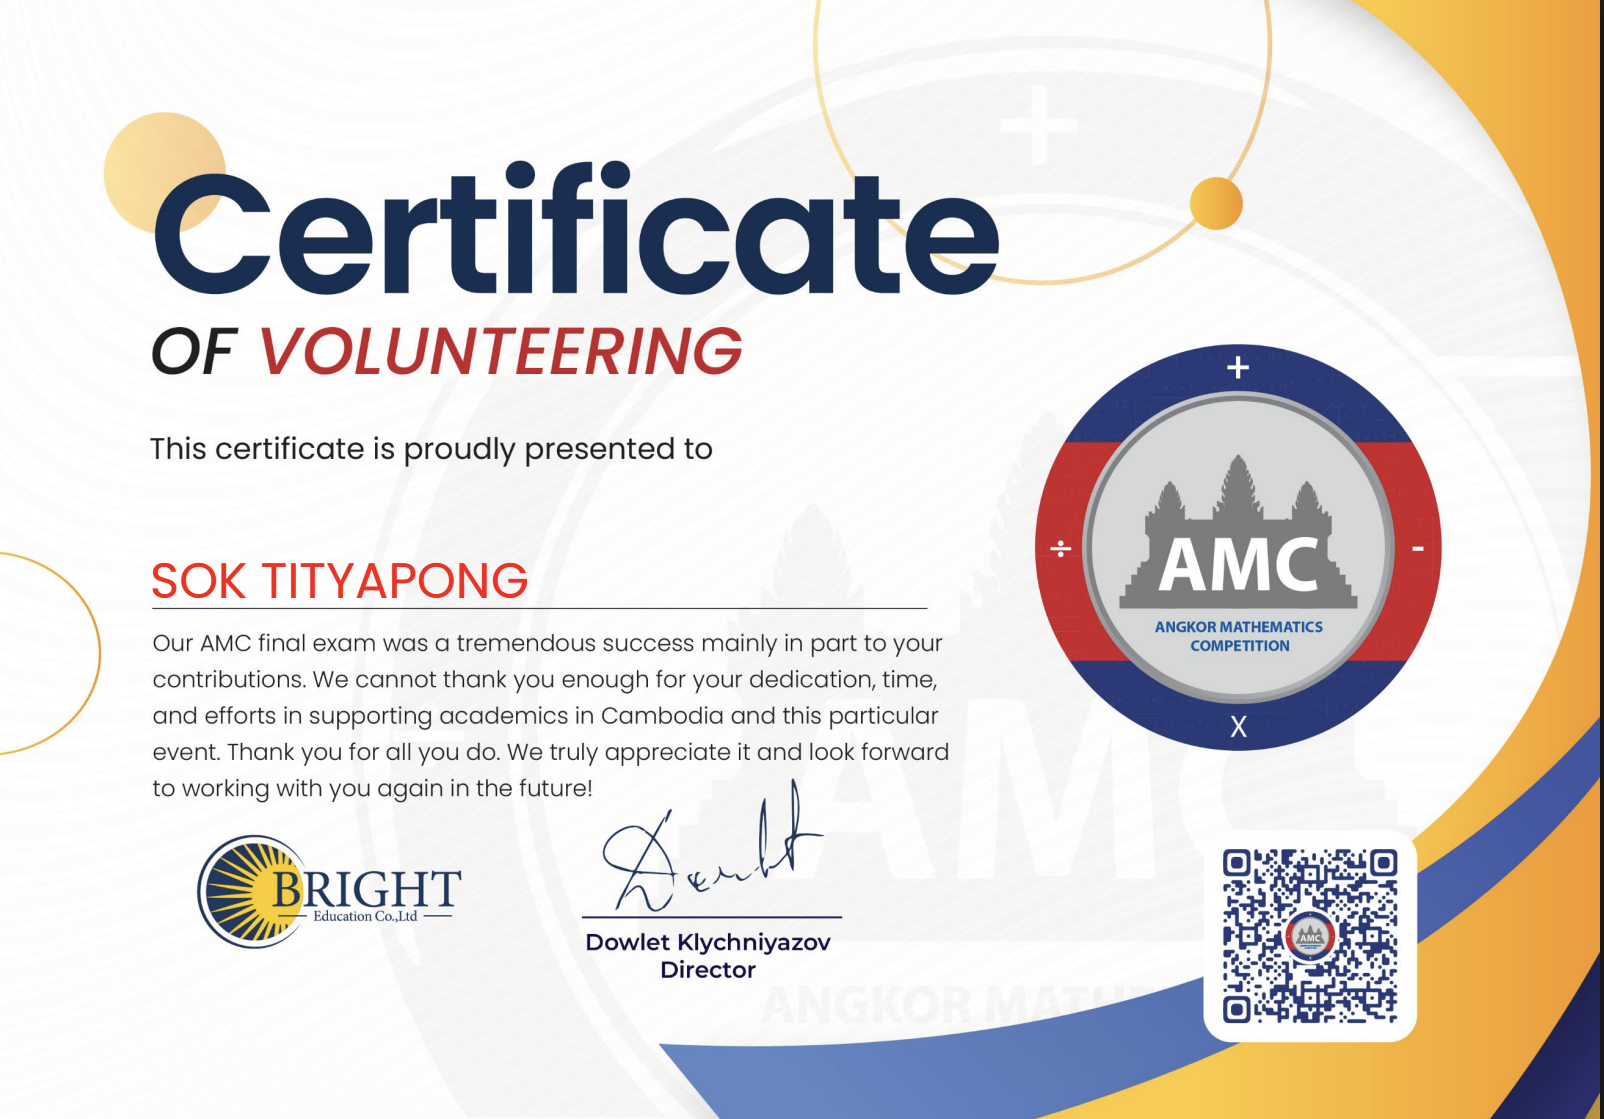 Certificate
OF VOLUNTEERING
This certificate is proudly presented to
SOK TITYAPONG
Our AMC final exam was a tremendous success mainly in part to your
contributions. We cannot thank you enough for your dedication, time,
and efforts in supporting academics in Cambodia and this particular
event. Thank you for all you do. We truly appreciate it and look forward
to working with you again in the future!
+
÷
-
AMC
ANGKOR MATHEMATICS
COMPETITION
X
BRIGHT
Education Co.,Ltd
Dowlet Klychniyazov
Director
AMC
+
AMC
ANGKOR MATHE